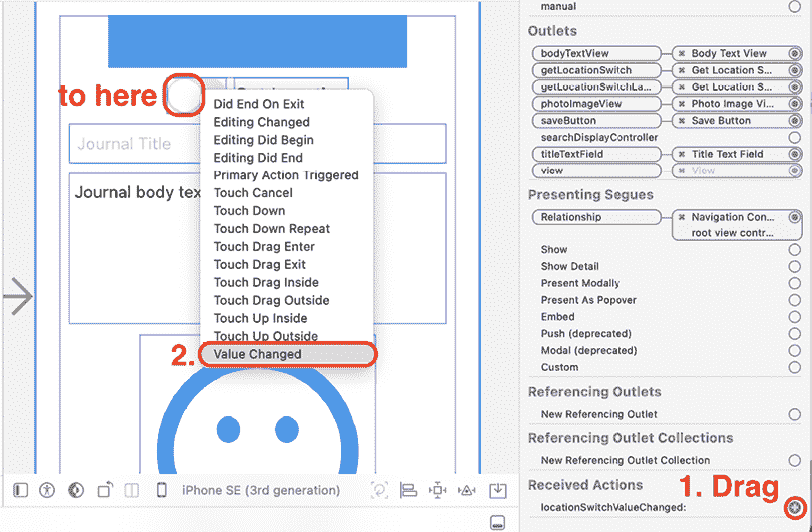 to here
Did End On Exit
Editing Changed
Editing Did Begin
Editing Did End
Primary Action Triggered
Touch Cancel
Touch Down
Touch Down Repeat
Touch Drag Enter
Touch Drag Exit
Touch Drag Inside
Touch Drag Outside
Touch Up Inside
Touch Up Outside
2. Value Changed
Journal Title
Journal body tex
iPhone SE (3rd generation)
manual
Outlets
bodyTextView ⌘ Body Text View
getLocationSwitch ⌘ Get Location S...
getLocationSwitchLa... ⌘ Get Location S...
photoImageView ⌘ Photo Image Vi...
saveButton ⌘ Save Button
searchDisplayController
titleTextField ⌘ Title Text Field
view ⌘ View
Presenting Segues
Relationship ⌘ Navigation Con...
root view contr...
Show
Show Detail
Present Modally
Present As Popover
Embed
Push (deprecated)
Modal (deprecated)
Custom
Referencing Outlets
New Referencing Outlet
Referencing Outlet Collections
New Referencing Outlet Collection
Received Actions
1. Drag
locationSwitchValueChanged: